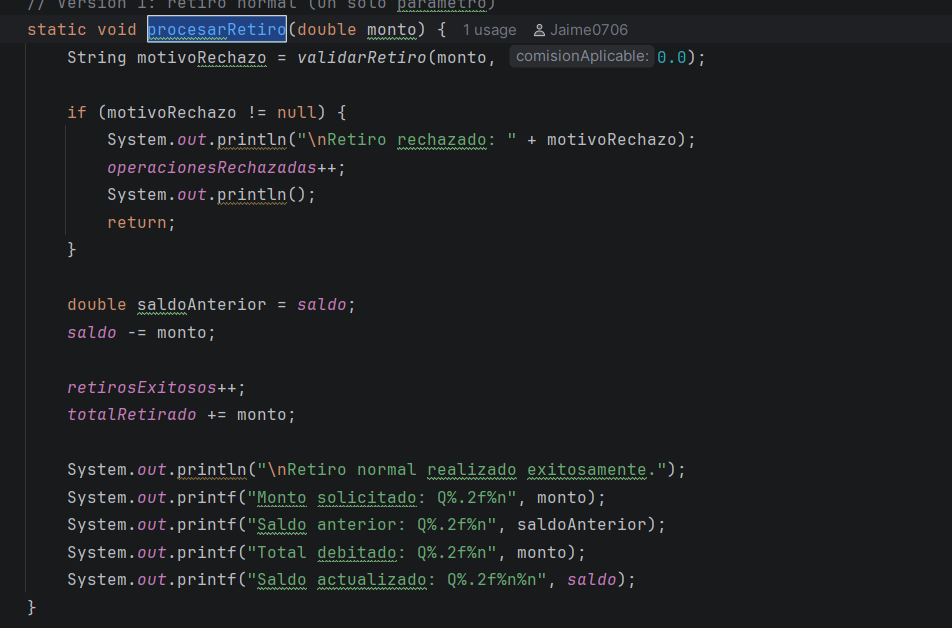 // Versión 1: retiro normal (Un solo parámetro)
static void procesarRetiro(double monto) { 1 usage Jaime0706
String motivoRechazo = validarRetiro(monto, comisionAplicable: 0.0);
if (motivoRechazo != null) {
System.out.println("\nRetiro rechazado: " + motivoRechazo);
operacionesRechazadas++;
System.out.println();
return;
}
double saldoAnterior = saldo;
saldo -= monto;
retirosExitosos++;
totalRetirado += monto;
System.out.println("\nRetiro normal realizado exitosamente.");
System.out.printf("Monto solicitado: Q%.2f%n", monto);
System.out.printf("Saldo anterior: Q%.2f%n", saldoAnterior);
System.out.printf("Total debitado: Q%.2f%n", monto);
System.out.printf("Saldo actualizado: Q%.2f%n%n", saldo);
}